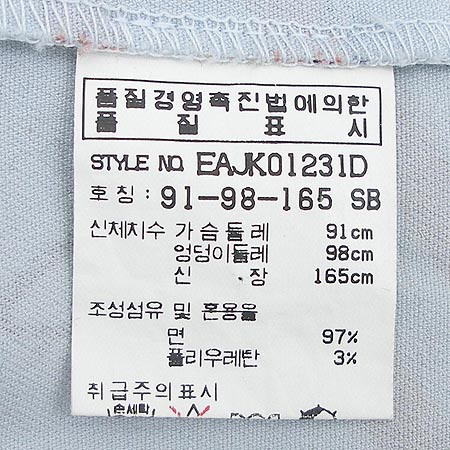 품질경영촉진법에의한
품 질 표 시
STYLE NO. EAJK01231D
호칭 : 91-98-165 SB
신체치수 가슴둘레 91cm
엉덩이둘레 98cm
신 장 165cm
조성섬유 및 혼용율
면 97%
폴리우레탄 3%
취급주의표시
손세탁